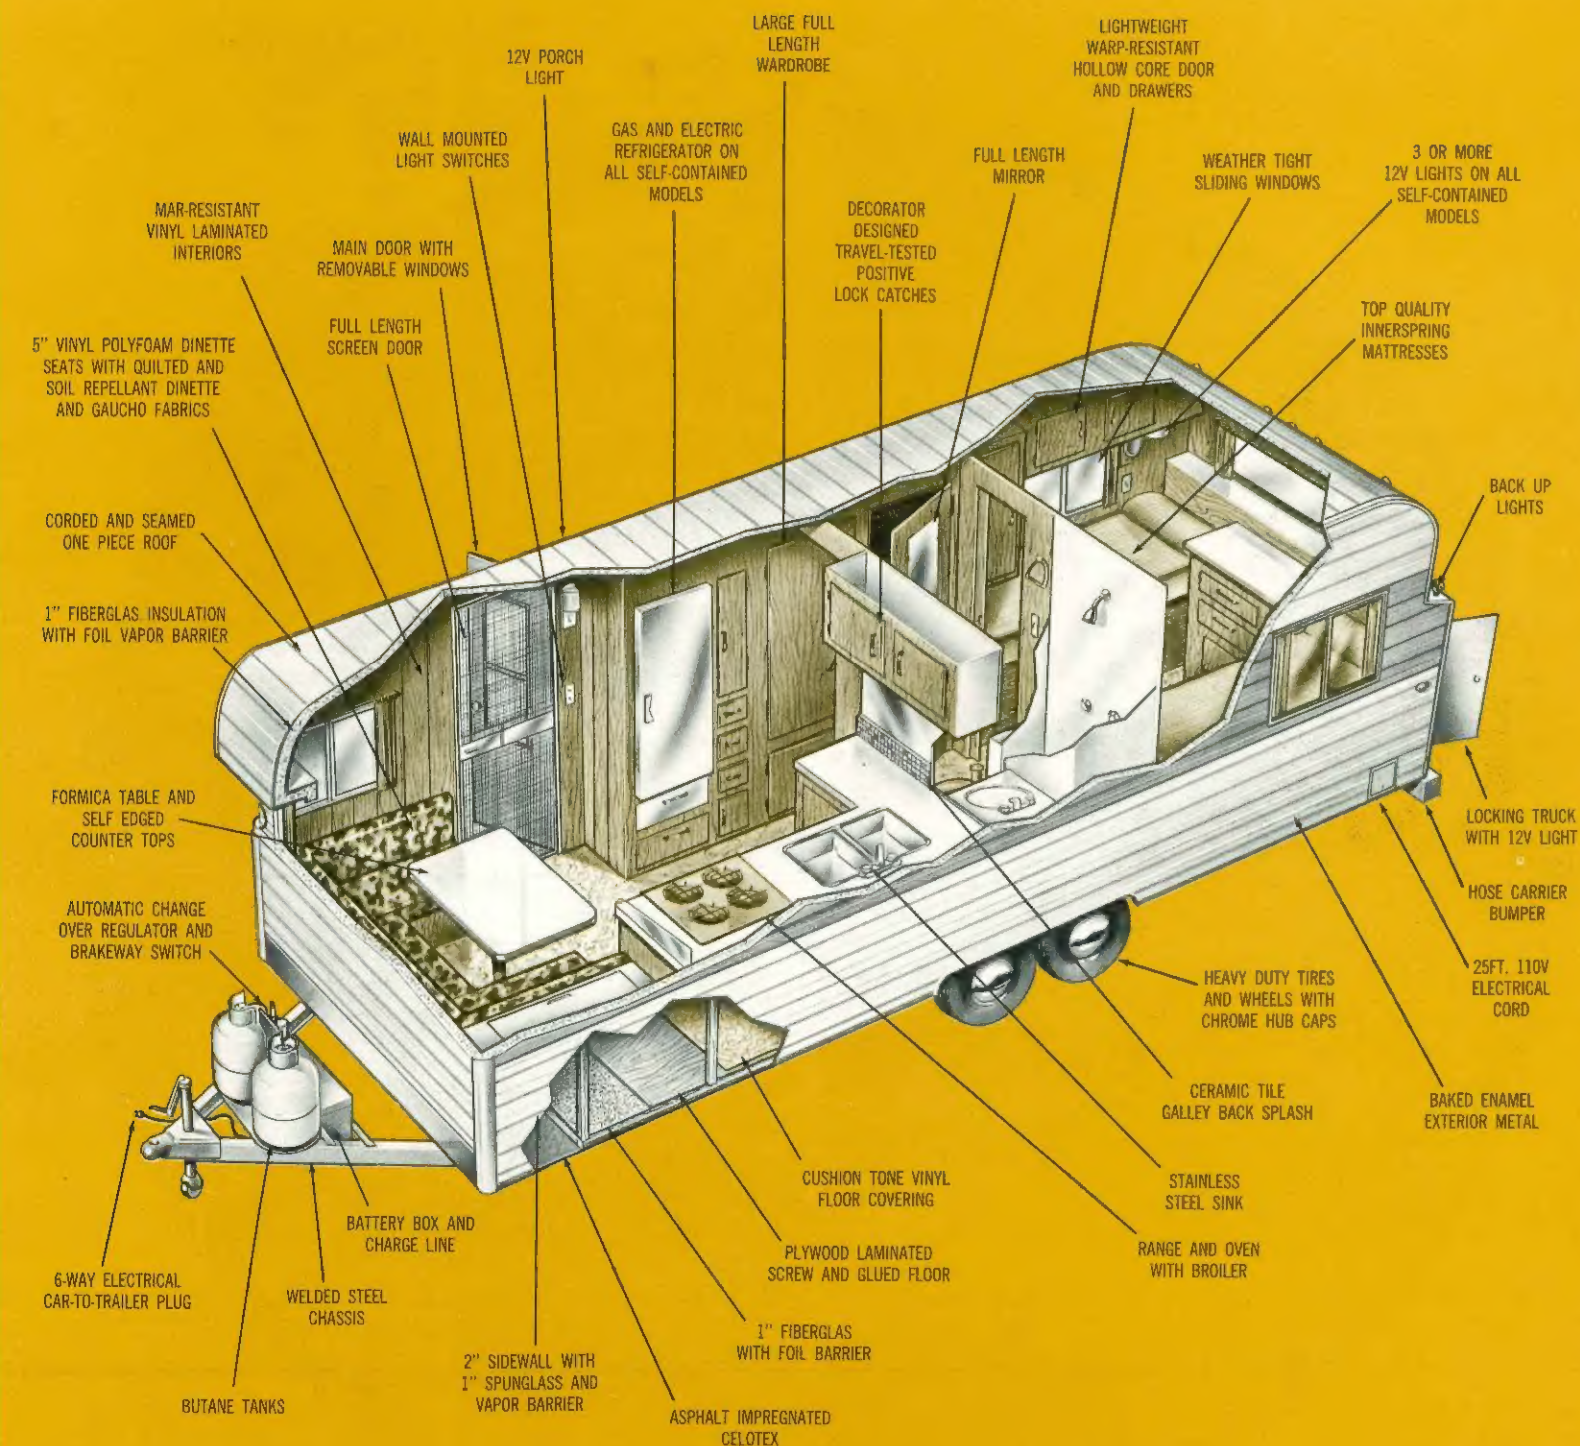 LARGE FULL
LENGTH
WARDROBE
LIGHTWEIGHT
WARP-RESISTANT
HOLLOW CORE DOOR
AND DRAWERS
12V PORCH
LIGHT
WALL MOUNTED
LIGHT SWITCHES
GAS AND ELECTRIC
REFRIGERATOR ON
ALL SELF-CONTAINED
MODELS
FULL LENGTH
MIRROR
WEATHER TIGHT
SLIDING WINDOWS
3 OR MORE
12V LIGHTS ON ALL
SELF-CONTAINED
MODELS
MAR-RESISTANT
VINYL LAMINATED
INTERIORS
MAIN DOOR WITH
REMOVABLE WINDOWS
DECORATOR
DESIGNED
TRAVEL-TESTED
POSITIVE
LOCK CATCHES
FULL LENGTH
SCREEN DOOR
TOP QUALITY
INNERSPRING
MATTRESSES
5" VINYL POLYFOAM DINETTE
SEATS WITH QUILTED AND
SOIL REPELLANT DINETTE
AND GAUCHO FABRICS
BACK UP
LIGHTS
CORDED AND SEAMED
ONE PIECE ROOF
1" FIBERGLAS INSULATION
WITH FOIL VAPOR BARRIER
FORMICA TABLE AND
SELF EDGED
COUNTER TOPS
LOCKING TRUCK
WITH 12V LIGHT
HOSE CARRIER
BUMPER
AUTOMATIC CHANGE
OVER REGULATOR AND
BRAKEWAY SWITCH
25FT. 110V
ELECTRICAL
CORD
HEAVY DUTY TIRES
AND WHEELS WITH
CHROME HUB CAPS
CERAMIC TILE
GALLEY BACK SPLASH
BAKED ENAMEL
EXTERIOR METAL
CUSHION TONE VINYL
FLOOR COVERING
STAINLESS
STEEL SINK
BATTERY BOX AND
CHARGE LINE
PLYWOOD LAMINATED
SCREW AND GLUED FLOOR
RANGE AND OVEN
WITH BROILER
6-WAY ELECTRICAL
CAR-TO-TRAILER PLUG
WELDED STEEL
CHASSIS
1" FIBERGLAS
WITH FOIL BARRIER
2" SIDEWALL WITH
1" SPUNGLASS AND
VAPOR BARRIER
BUTANE TANKS
ASPHALT IMPREGNATED
CELOTEX